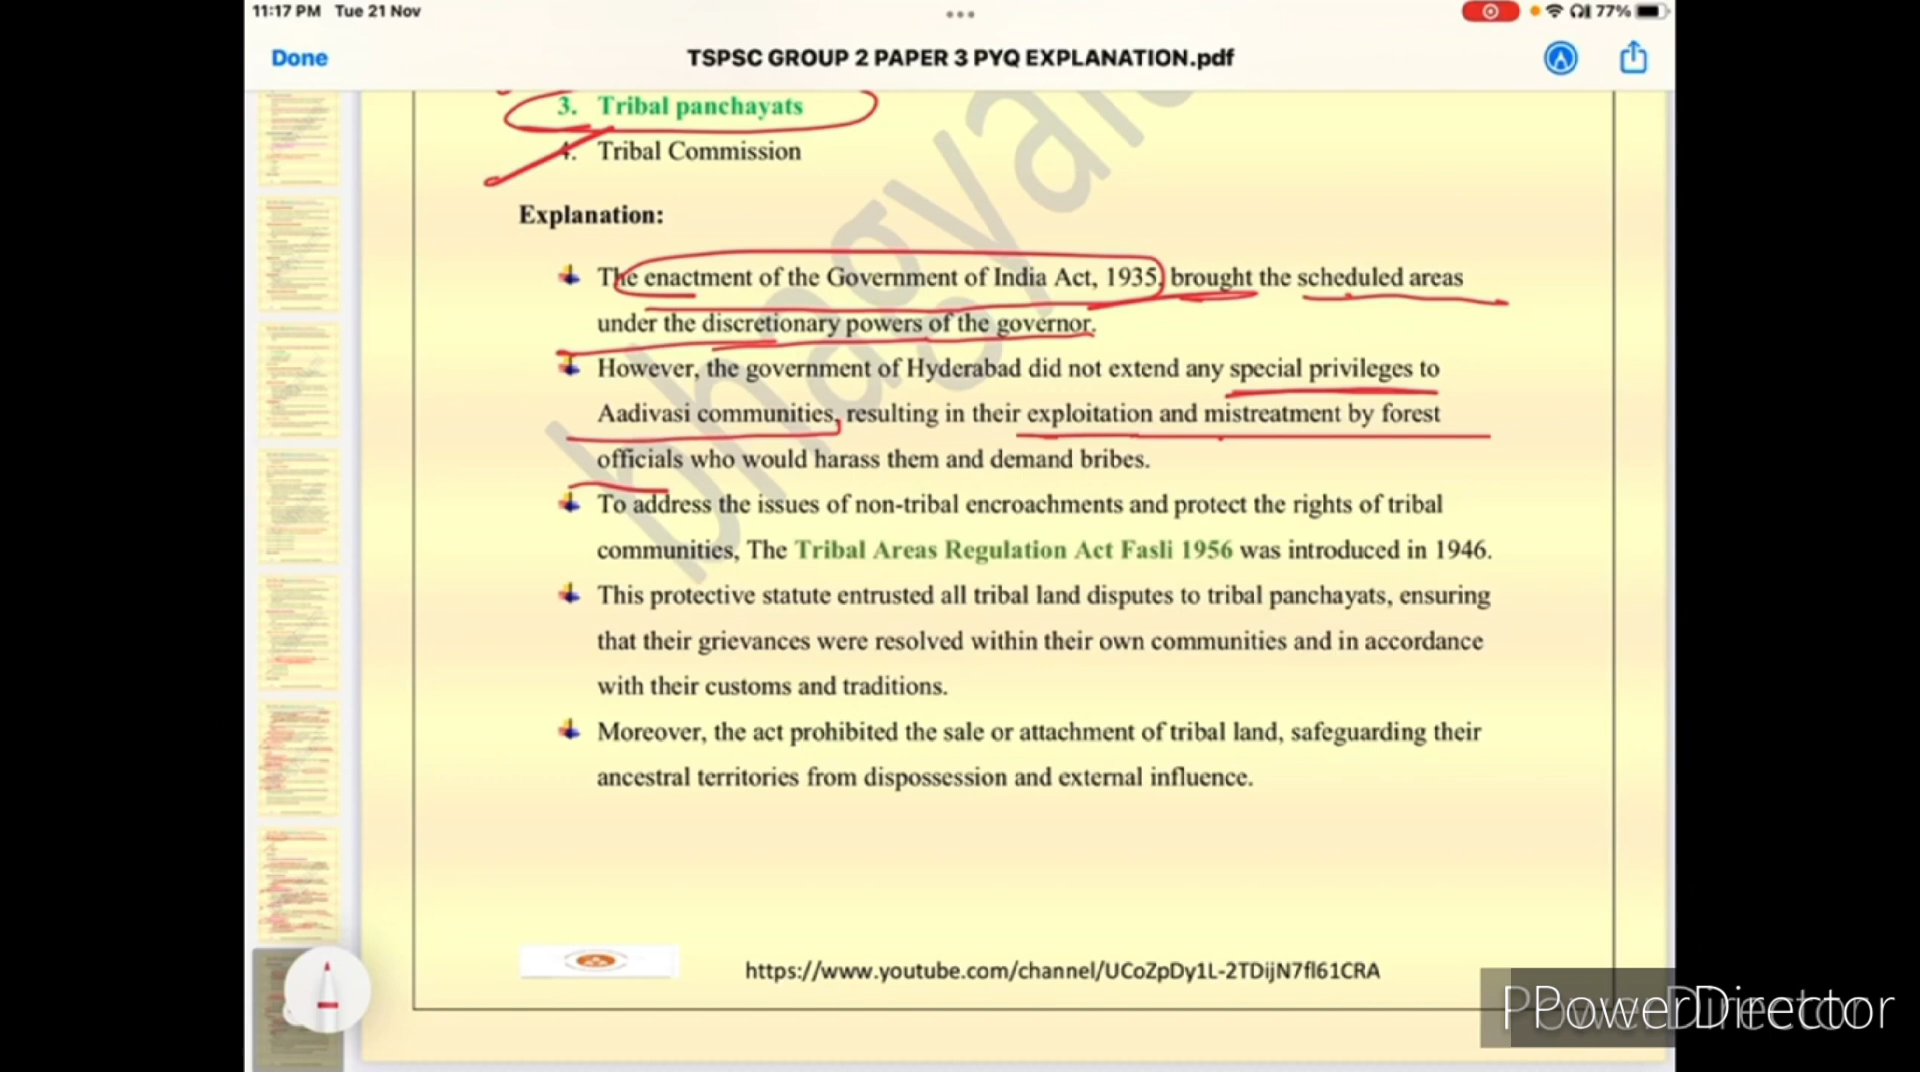 11:17 PM Tue 21 Nov
77%
Done
TSPSC GROUP 2 PAPER 3 PYQ EXPLANATION.pdf
3. Tribal panchayats
4. Tribal Commission
Explanation:
The enactment of the Government of India Act, 1935, brought the scheduled areas
under the discretionary powers of the governor.
However, the government of Hyderabad did not extend any special privileges to
Aadivasi communities, resulting in their exploitation and mistreatment by forest
officials who would harass them and demand bribes.
To address the issues of non-tribal encroachments and protect the rights of tribal
communities, The Tribal Areas Regulation Act Fasli 1956 was introduced in 1946.
This protective statute entrusted all tribal land disputes to tribal panchayats, ensuring
that their grievances were resolved within their own communities and in accordance
with their customs and traditions.
Moreover, the act prohibited the sale or attachment of tribal land, safeguarding their
ancestral territories from dispossession and external influence.
https://www.youtube.com/channel/UCoZpDy1L-2TDijN7fl61CRA
PowerDirector